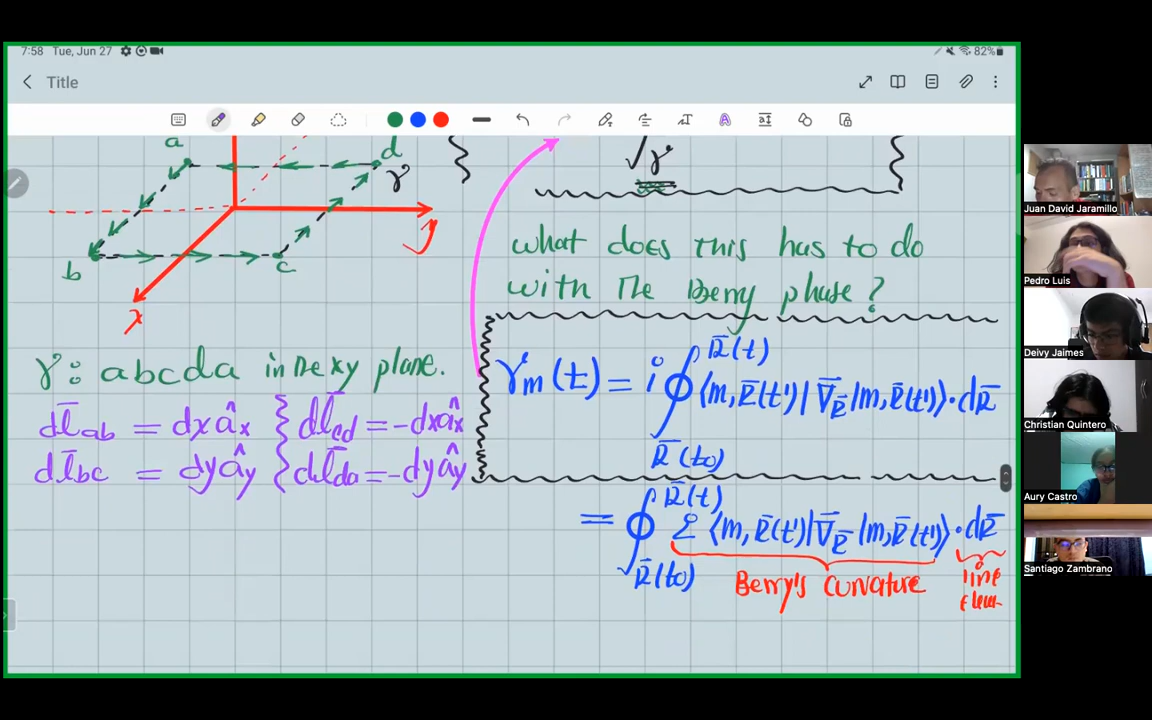 7:58 Tue, Jun 27
82%
Title
a
d
γ
b
c
y
x
γ
what does this has to do
with the Berry phase?
γ: abcda in the xy plane.
dl̄ab = dx âx { dl̄cd = -dx âx
dl̄bc = dy ây { dl̄da = -dy ây
γm(t) = i ∮ ⟨m, R̄(t')| ∇̄R̄ |m, R̄(t')⟩ · dR̄
R̄(t)
R̄(t0)
= ∮ i ⟨m, R̄(t')| ∇̄R̄ |m, R̄(t')⟩ · dR̄
R̄(t)
R̄(t0)
Berry's curvature
line
Juan David Jaramillo
Pedro Luis
Deivy Jaimes
Christian Quintero
Aury Castro
Santiago Zambrano